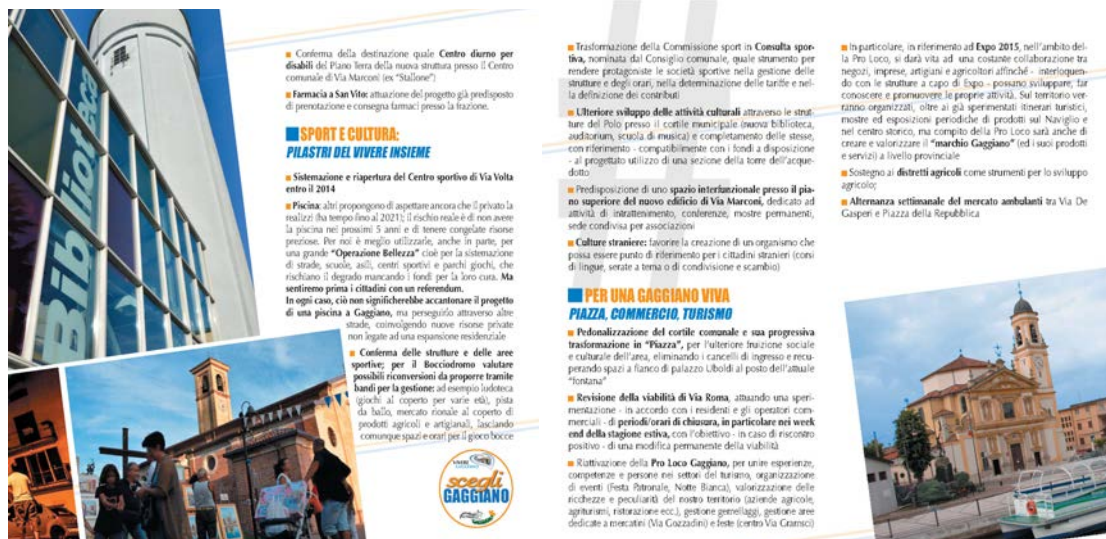 Biblioteca
■ Conferma della destinazione quale Centro diurno per
disabili del Piano Terra della nuova struttura presso il Centro
comunale di Via Marconi (ex "Stallone")
■ Farmacia a San Vito: attuazione del progetto già predisposto
di prenotazione e consegna farmaci presso la frazione.
SPORT E CULTURA:
PILASTRI DEL VIVERE INSIEME
■ Sistemazione e riapertura del Centro sportivo di Via Volta
entro il 2014
■ Piscina: altri propongono di aspettare ancora che il privato la
realizzi (ha tempo fino al 2021); il rischio reale è di non avere
la piscina nei prossimi 5 anni e di tenere congelate risorse
preziose. Per noi è meglio utilizzarle, anche in parte, per
una grande "Operazione Bellezza" cioè per la sistemazione
di strade, scuole, asili, centri sportivi e parchi giochi, che
rischiano il degrado mancando i fondi per la loro cura. Ma
sentiremo prima i cittadini con un referendum.
In ogni caso, ciò non significherebbe accantonare il progetto
di una piscina a Gaggiano, ma perseguirlo attraverso altre
strade, coinvolgendo nuove risorse private
non legate ad una espansione residenziale
■ Conferma delle strutture e delle aree
sportive; per il Bocciodromo valutare
possibili riconversioni da proporre tramite
bandi per la gestione: ad esempio ludoteca
(giochi al coperto per varie età), pista
da ballo, mercato rionale al coperto di
prodotti agricoli e artigianali, lasciando
comunque spazi e orari per il gioco bocce
VIVERE
GAGGIANO
scegli
GAGGIANO
■ Trasformazione della Commissione sport in Consulta spor-
tiva, nominata dal Consiglio comunale, quale strumento per
rendere protagoniste le società sportive nella gestione delle
strutture e degli orari, nella determinazione delle tariffe e nel-
la definizione dei contributi
■ Ulteriore sviluppo delle attività culturali attraverso le strut-
ture del Polo presso il cortile municipale (nuova biblioteca,
auditorium, scuola di musica) e completamento delle stesse,
con riferimento - compatibilmente con i fondi a disposizione
- al progettato utilizzo di una sezione della torre dell'acque-
dotto
■ Predisposizione di uno spazio interfunzionale presso il pia-
no superiore del nuovo edificio di Via Marconi, dedicato ad
attività di intrattenimento, conferenze, mostre permanenti,
sede condivisa per associazioni
■ Culture straniere: favorire la creazione di un organismo che
possa essere punto di riferimento per i cittadini stranieri (corsi
di lingue, serate a tema o di condivisione e scambio)
PER UNA GAGGIANO VIVA
PIAZZA, COMMERCIO, TURISMO
■ Pedonalizzazione del cortile comunale e sua progressiva
trasformazione in "Piazza", per l'ulteriore fruizione sociale
e culturale dell'area, eliminando i cancelli di ingresso e recu-
perando spazi a fianco di palazzo Uboldi al posto dell'attuale
"fontana"
■ Revisione della viabilità di Via Roma, attuando una speri-
mentazione - in accordo con i residenti e gli operatori com-
merciali - di periodi/orari di chiusura, in particolare nei week
end della stagione estiva, con l'obiettivo - in caso di riscontro
positivo - di una modifica permanente della viabilità
■ Riattivazione della Pro Loco Gaggiano, per unire esperienze,
competenze e persone nei settori del turismo, organizzazione
di eventi (Festa Patronale, Notte Bianca), valorizzazione delle
ricchezze e peculiarità del nostro territorio (aziende agricole,
agriturismi, ristorazione ecc.), gestione gemellaggi, gestione aree
dedicate a mercatini (Via Gozzadini) e feste (centro Via Gramsci)
■ In particolare, in riferimento ad Expo 2015, nell'ambito del-
la Pro Loco, si darà vita ad una costante collaborazione tra
negozi, imprese, artigiani e agricoltori affinché - interloquen-
do con le strutture a capo di Expo - possano sviluppare, far
conoscere e promuovere le proprie attività. Sul territorio ver-
ranno organizzati, oltre ai già sperimentati itinerari turistici,
mostre ed esposizioni periodiche di prodotti sul Naviglio e
nel centro storico, ma compito della Pro Loco sarà anche di
creare e valorizzare il "marchio Gaggiano" (ed i suoi prodotti
e servizi) a livello provinciale
■ Sostegno ai distretti agricoli come strumenti per lo sviluppo
agricolo;
■ Alternanza settimanale del mercato ambulanti tra Via De
Gasperi e Piazza della Repubblica